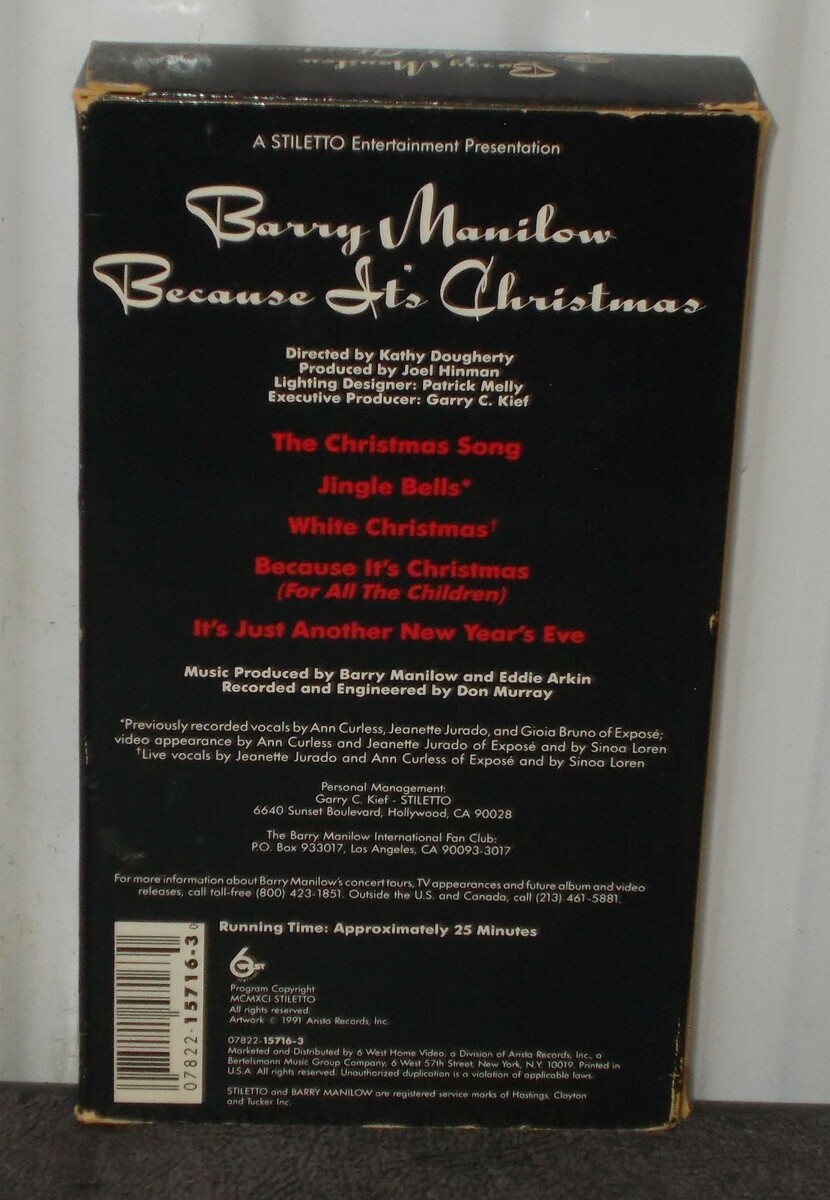 Barry Manilow
A STILETTO Entertainment Presentation
Barry Manilow
Because It's Christmas
Directed by Kathy Dougherty
Produced by Joel Hinman
Lighting Designer: Patrick Melly
Executive Producer: Garry C. Kief
The Christmas Song
Jingle Bells*
White Christmas†
Because It's Christmas
(For All The Children)
It's Just Another New Year's Eve
Music Produced by Barry Manilow and Eddie Arkin
Recorded and Engineered by Don Murray
*Previously recorded vocals by Ann Curless, Jeanette Jurado, and Gioia Bruno of Exposé;
video appearance by Ann Curless and Jeanette Jurado of Exposé and by Sinoa Loren
†Live vocals by Jeanette Jurado and Ann Curless of Exposé and by Sinoa Loren
Personal Management:
Garry C. Kief - STILETTO
6640 Sunset Boulevard, Hollywood, CA 90028
The Barry Manilow International Fan Club:
P.O. Box 933017, Los Angeles, CA 90093-3017
For more information about Barry Manilow's concert tours, TV appearances and future album and video
releases, call toll-free (800) 423-1851. Outside the U.S. and Canada, call (213) 461-5881.
Running Time: Approximately 25 Minutes
6 WEST
Program Copyright
MCMXCI STILETTO
All rights reserved.
Artwork © 1991 Arista Records, Inc.
07822-15716-3
Marketed and Distributed by 6 West Home Video, a Division of Arista Records, Inc., a
Bertelsmann Music Group Company, 6 West 57th Street, New York, N.Y. 10019. Printed in
U.S.A. All rights reserved. Unauthorized duplication is a violation of applicable laws.
STILETTO and BARRY MANILOW are registered service marks of Hastings, Clayton
and Tucker Inc.
07822-15716-3 0